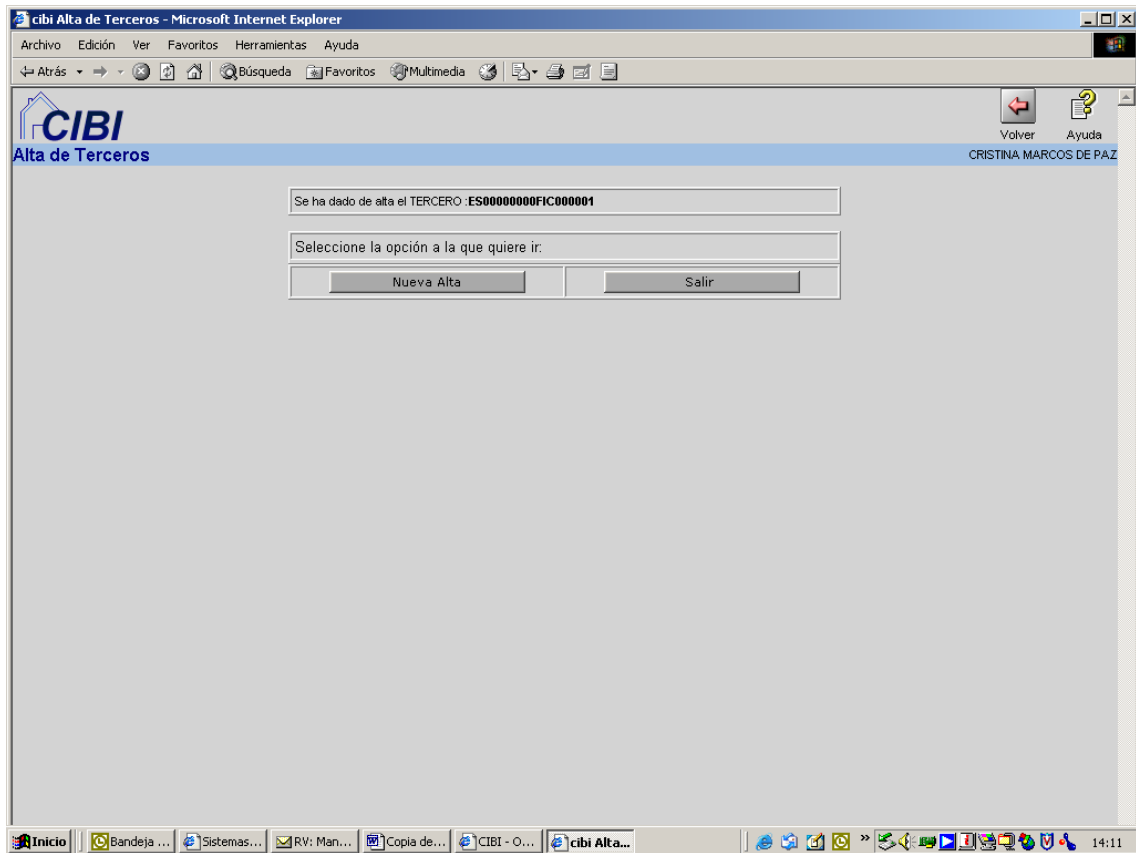 cibi Alta de Terceros - Microsoft Internet Explorer
Archivo Edición Ver Favoritos Herramientas Ayuda
Atrás Búsqueda Favoritos Multimedia
CIBI
Volver Ayuda
Alta de Terceros CRISTINA MARCOS DE PAZ
Se ha dado de alta el TERCERO :ES00000000FIC000001
Seleccione la opción a la que quiere ir:
Nueva Alta Salir
Inicio Bandeja ... Sistemas... RV: Man... Copia de... CIBI - O... cibi Alta... » 14:11